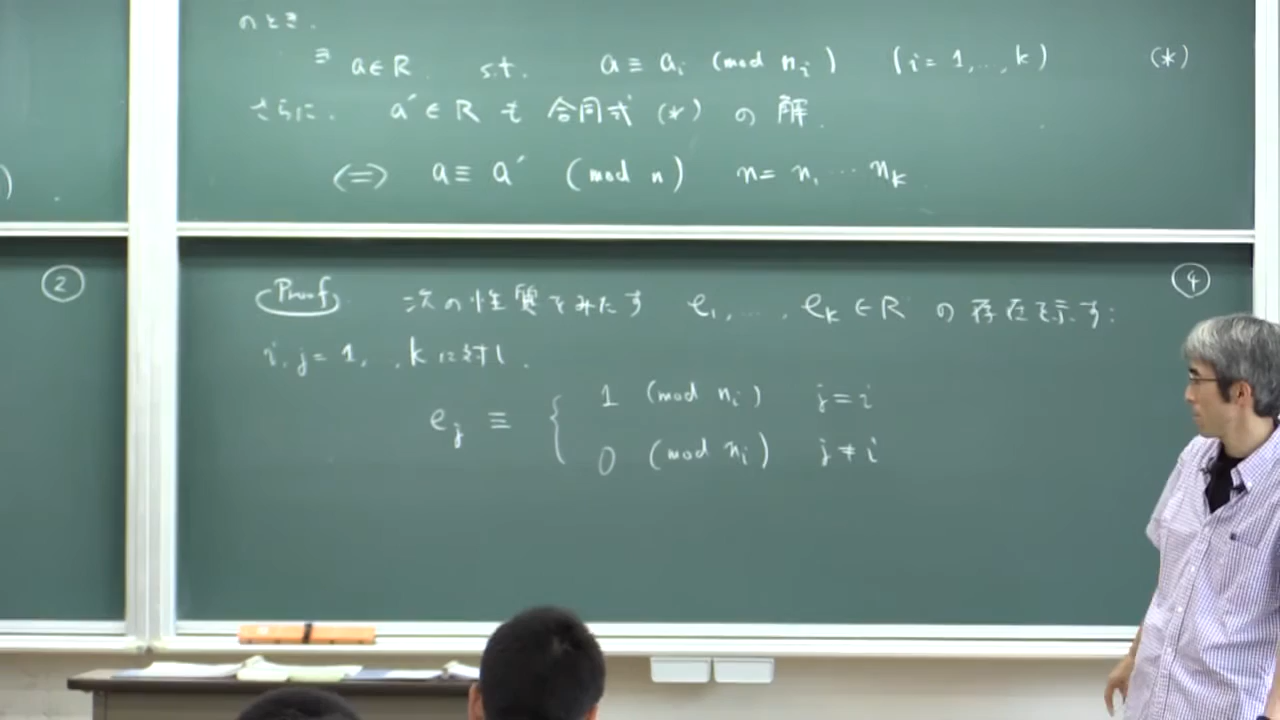 のとき.
∃ a∈R s.t. a ≡ aᵢ (mod nᵢ) (i = 1, .., k) (*)
さらに. a′∈R も 合同式 (*) の 解.
(⇔) a ≡ a′ (mod n) n = n₁ ⋯ nₖ
)
②
④
Proof 次の性質をみたす e₁, ..., eₖ ∈ R の 存在を示す:
i, j = 1, .., k に対し.
eⱼ ≡ { 1 (mod nᵢ) j = i
0 (mod nᵢ) j ≠ i